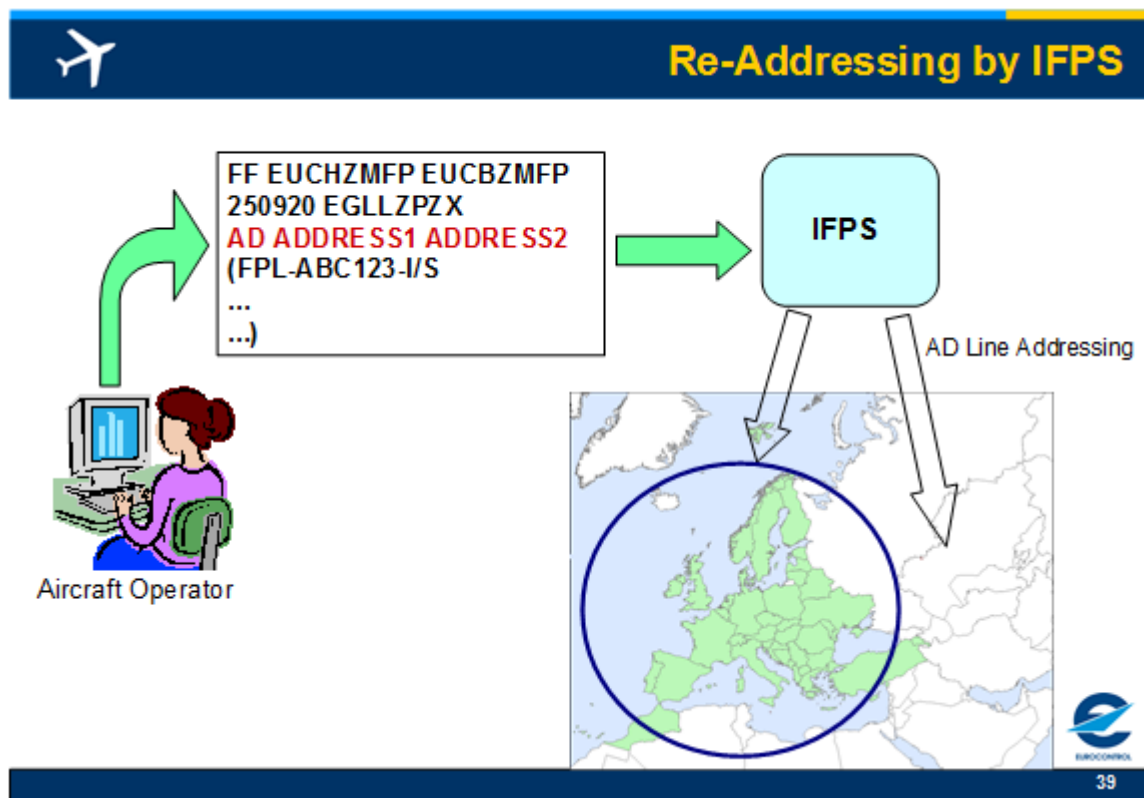 Re-Addressing by IFPS
FF EUCHZMFP EUCBZMFP
250920 EGLLZPZX
AD ADDRESS1 ADDRESS2
(FPL-ABC123-I/S
...
...)
IFPS
AD Line Addressing
Aircraft Operator
EUROCONTROL
39